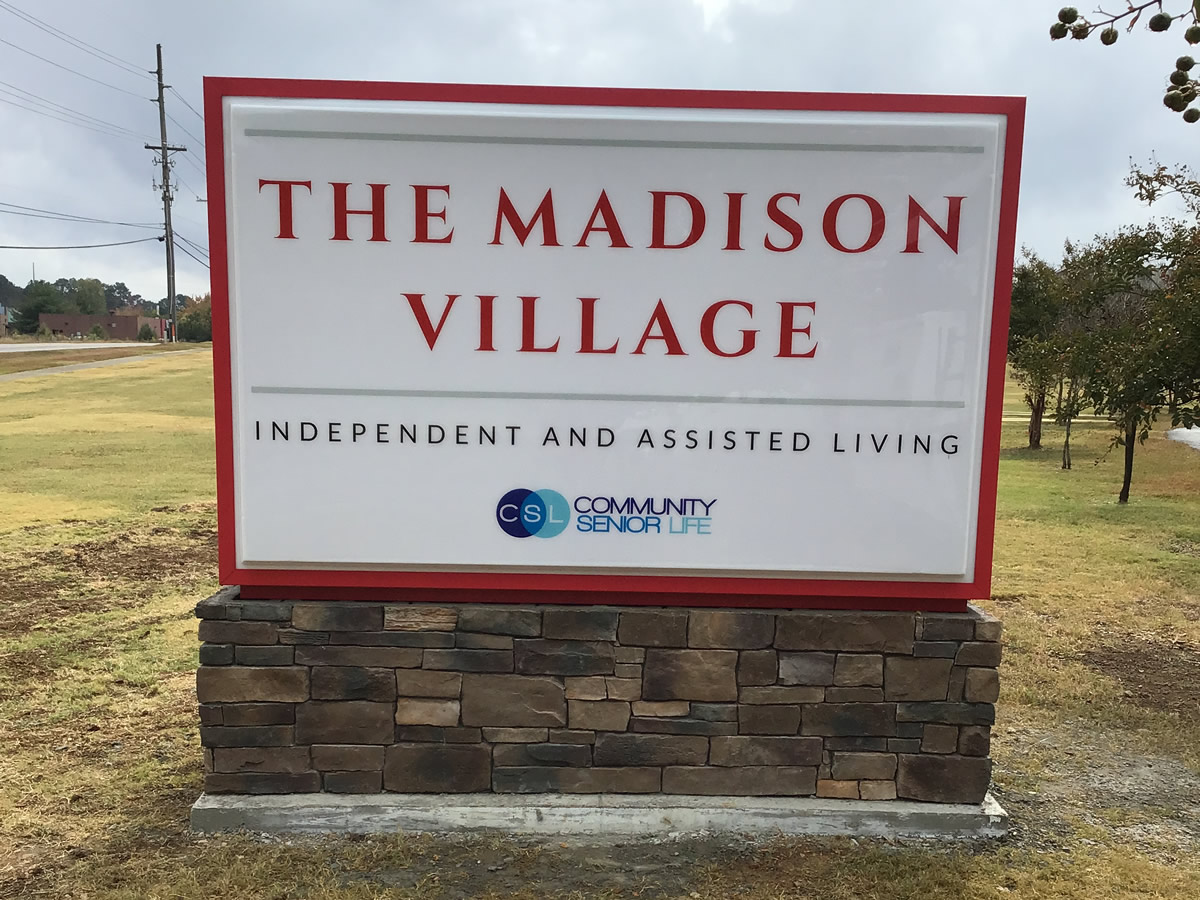 THE MADISON
VILLAGE
INDEPENDENT AND ASSISTED LIVING
CSL COMMUNITY
SENIOR LIFE